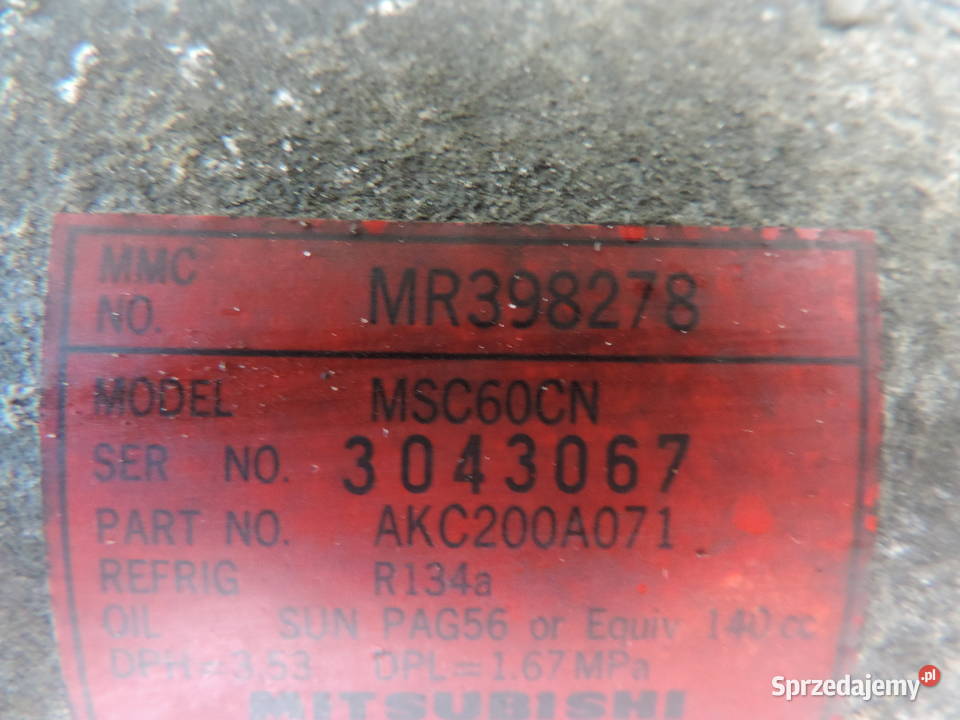 MMC NO. MR398278
MODEL MSC60CN
SER NO. 3043067
PART NO. AKC200A071
REFRIG R134a
OIL SUN PAG56 or Equiv 140cc
DPH=3.53 DPL=1.67MPa
MITSUBISHI
Sprzedajemy.pl